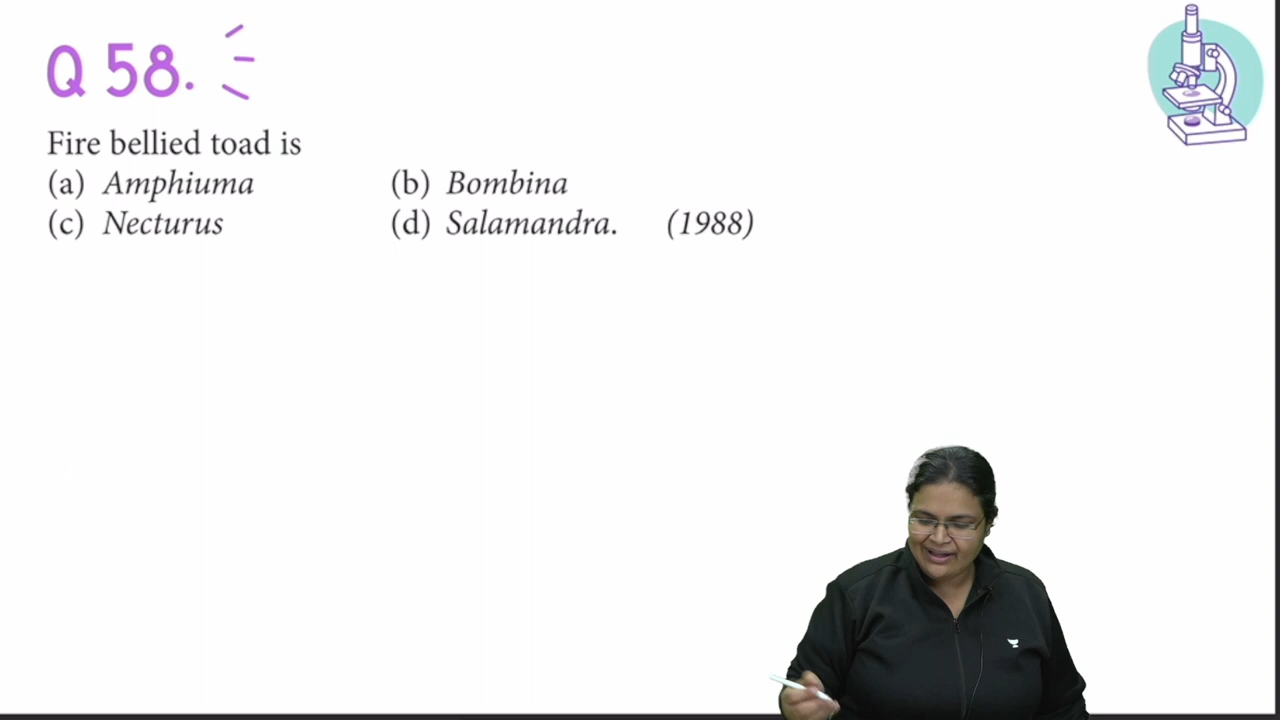 Q 58.
Fire bellied toad is
(a) Amphiuma (b) Bombina
(c) Necturus (d) Salamandra. (1988)